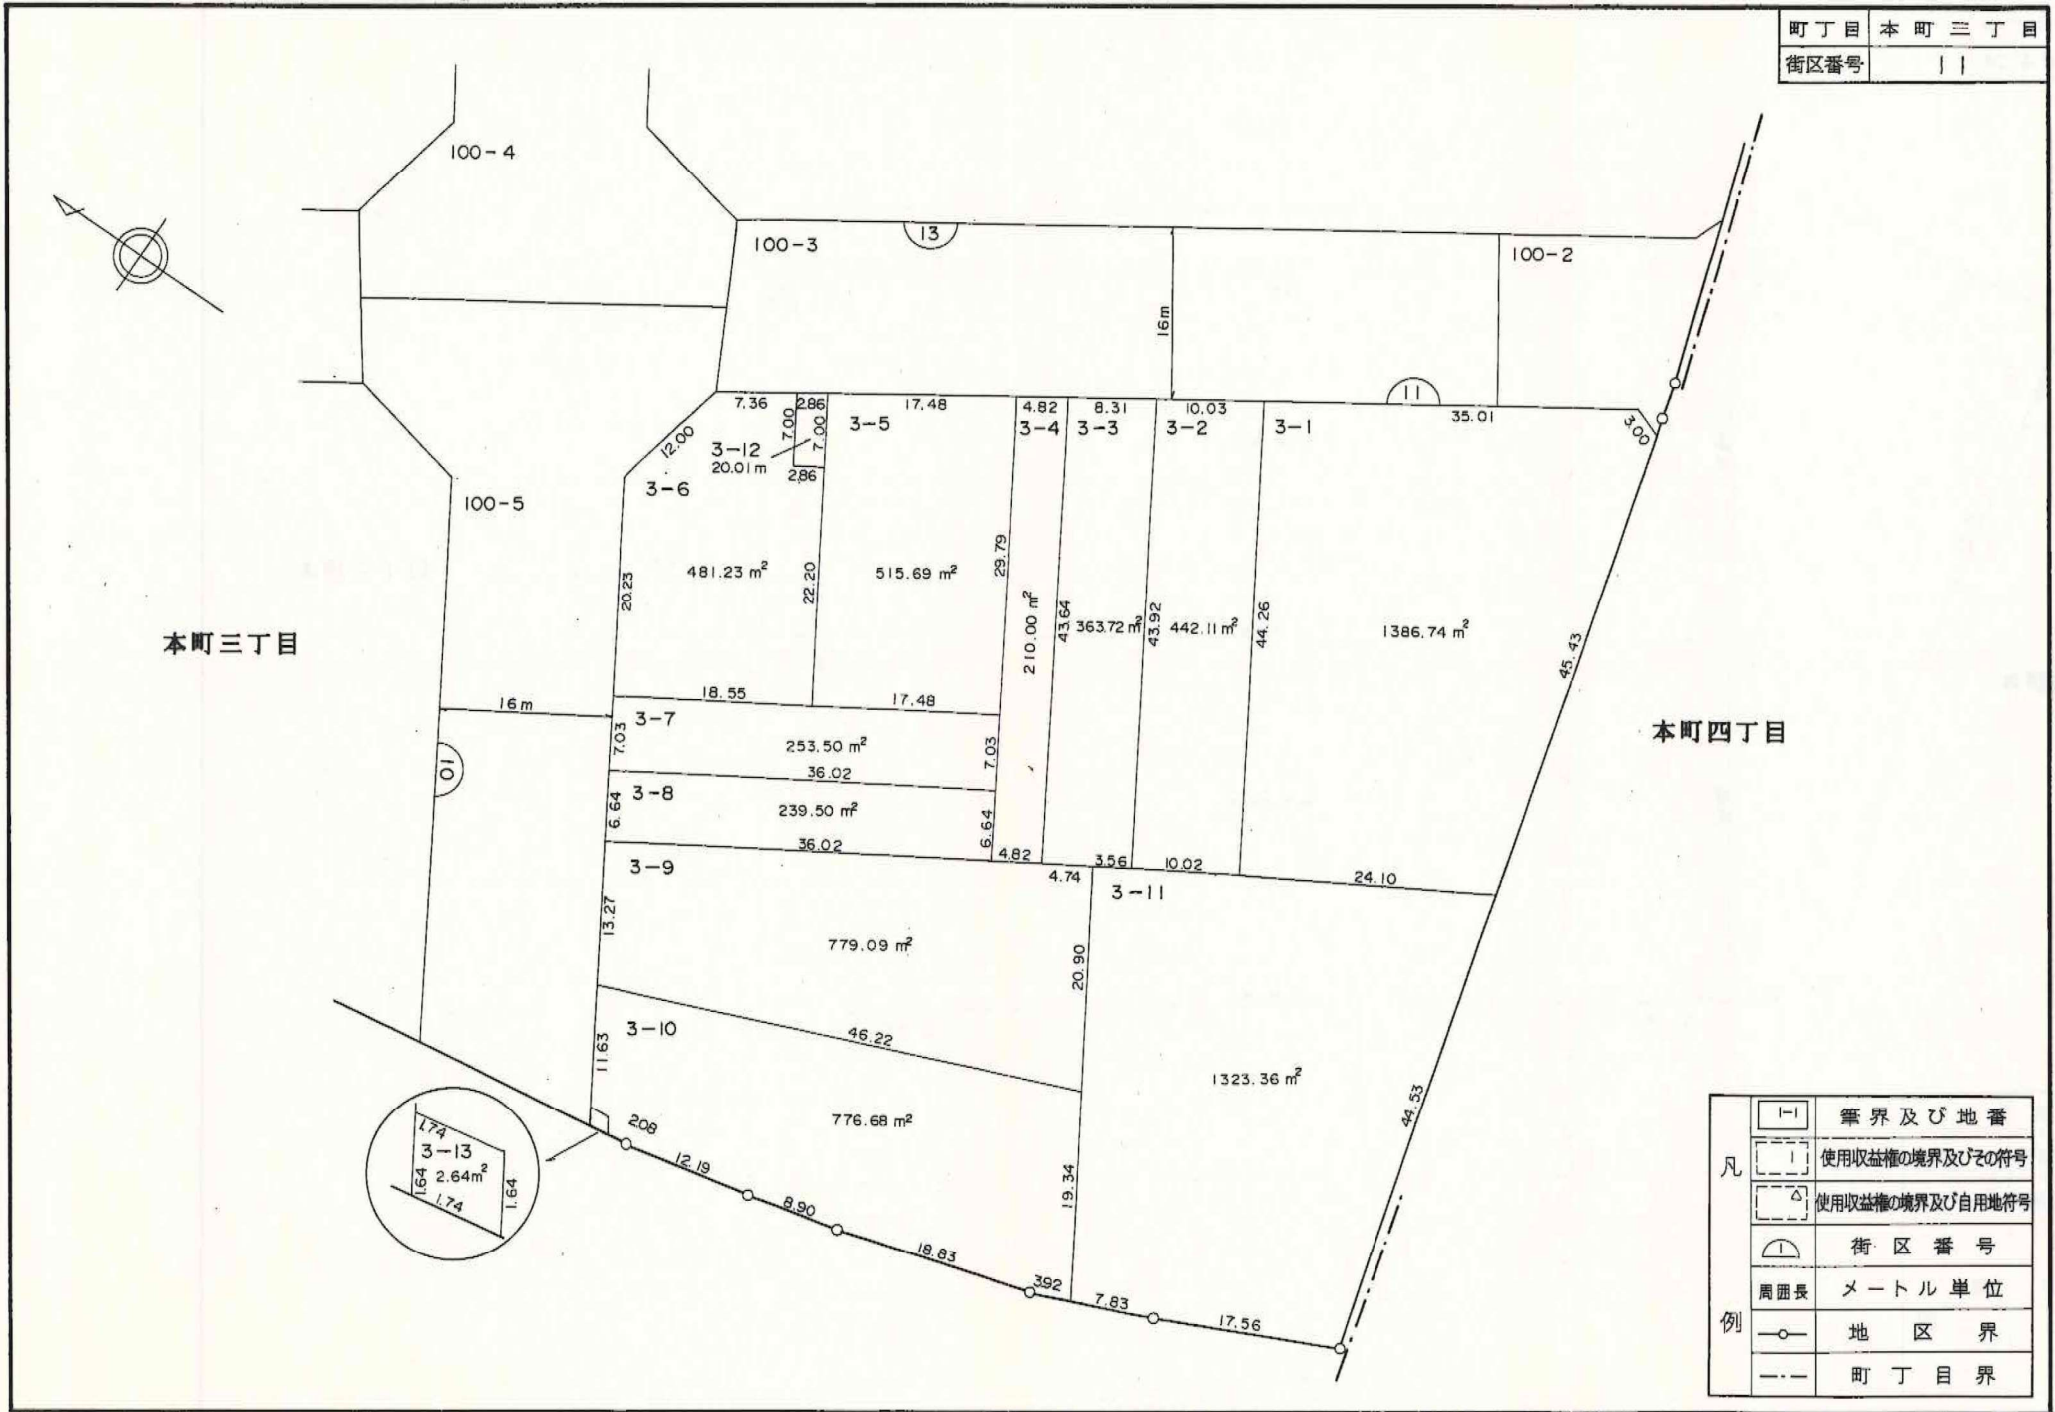 町丁目 本町三丁目
街区番号 11
100-4
100-3
13
100-2
16m
11
7.36
2.86
17.48
4.82
8.31
10.03
35.01
3.00
7.00
7.00
3-5
3-4
3-3
3-2
3-1
12.00
3-12
20.01m
2.86
3-6
100-5
481.23 m²
515.69 m²
29.79
20.23
22.20
210.00 m²
43.64
363.72 m²
43.92
442.11 m²
44.26
1386.74 m²
45.43
本町三丁目
本町四丁目
16m
18.55
17.48
3-7
7.03
253.50 m²
7.03
36.02
10
3-8
6.64
239.50 m²
6.64
36.02
4.82
3.56
10.02
24.10
3-9
4.74
3-11
13.27
779.09 m²
20.90
3-10
11.63
46.22
1323.36 m²
44.53
776.68 m²
2.08
12.19
8.90
18.83
3.92
7.83
17.56
19.34
1.74
3-13
1.64
2.64m²
1.64
1.74
凡例
1-1 筆界及び地番
1 使用収益権の境界及びその符号
△ 使用収益権の境界及び自用地符号
1 街区番号
周囲長 メートル単位
地区界
町丁目界